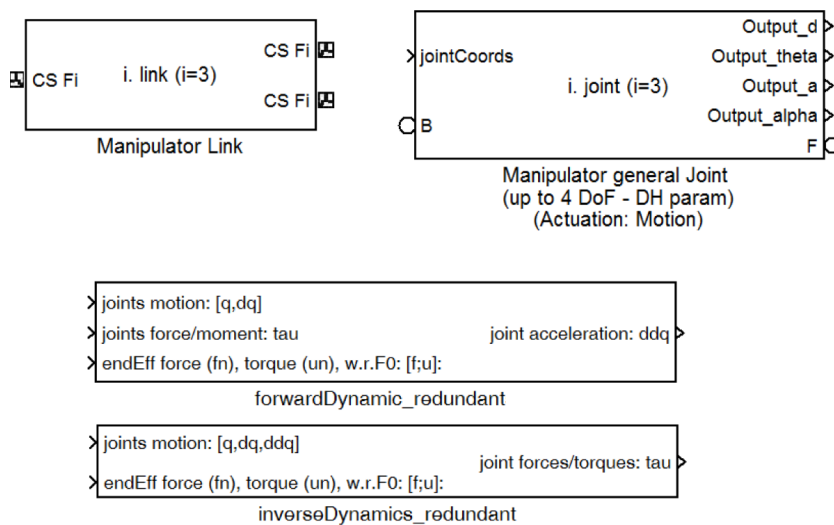 CS Fi
i. link (i=3)
CS Fi
CS Fi
Manipulator Link
jointCoords
B
i. joint (i=3)
Output_d
Output_theta
Output_a
Output_alpha
F
Manipulator general Joint
(up to 4 DoF - DH param)
(Actuation: Motion)
joints motion: [q,dq]
joints force/moment: tau
endEff force (fn), torque (un), w.r.F0: [f;u]:
joint acceleration: ddq
forwardDynamic_redundant
joints motion: [q,dq,ddq]
endEff force (fn), torque (un), w.r.F0: [f;u]:
joint forces/torques: tau
inverseDynamics_redundant